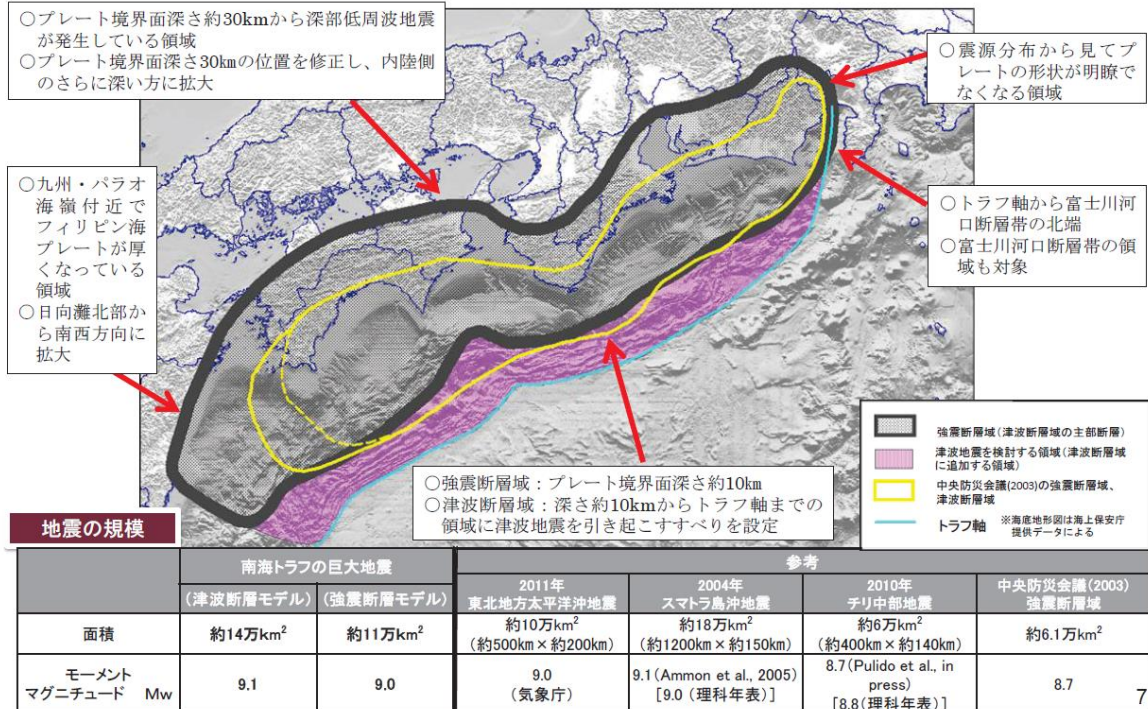 ○プレート境界面深さ約30kmから深部低周波地震
が発生している領域
○プレート境界面深さ30kmの位置を修正し、内陸側
のさらに深い方に拡大
○震源分布から見てプ
レートの形状が明瞭で
なくなる領域
○九州・パラオ
海嶺付近で
フィリピン海
プレートが厚
くなっている
領域
○日向灘北部か
ら南西方向に
拡大
○トラフ軸から富士川河
口断層帯の北端
○富士川河口断層帯の領
域も対象
○強震断層域：プレート境界面深さ約10km
○津波断層域：深さ約10kmからトラフ軸までの
領域に津波地震を引き起こすすべりを設定
強震断層域(津波断層域の主部断層)
津波地震を検討する領域(津波断層域
に追加する領域)
中央防災会議(2003)の強震断層域、
津波断層域
トラフ軸 ※海底地形図は海上保安庁
提供データによる
地震の規模
南海トラフの巨大地震 参考
(津波断層モデル) (強震断層モデル) 2011年 2004年 2010年 中央防災会議(2003)
東北地方太平洋沖地震 スマトラ島沖地震 チリ中部地震 強震断層域
面積 約14万km² 約11万km² 約10万km² 約18万km² 約6万km² 約6.1万km²
(約500km×約200km) (約1200km×約150km) (約400km×約140km)
モーメント
マグニチュード Mw 9.1 9.0 9.0 9.1(Ammon et al., 2005) 8.7(Pulido et al., in 8.7
(気象庁) [9.0 (理科年表)] press)
[8.8(理科年表)]
7